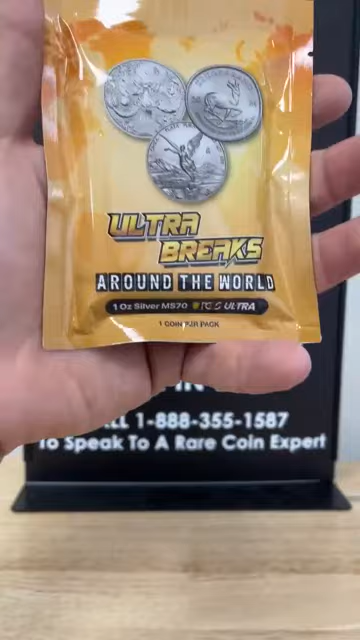 ULTRA
BREAKS
AROUND THE WORLD
1 Oz Silver MS70 TCGS ULTRA
1 COIN PER PACK
1-888-355-1587
To Speak To A Rare Coin Expert